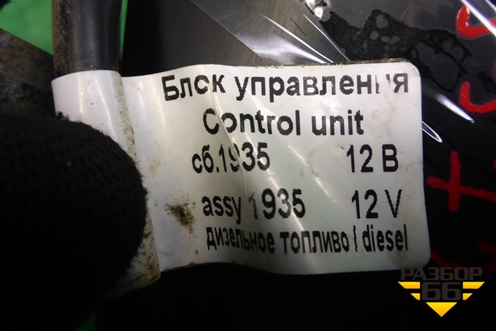 Блок управления
Control unit
сб.1935 12 В
assy 1935 12 V
дизельное топливо / diesel
РАЗБОР
66